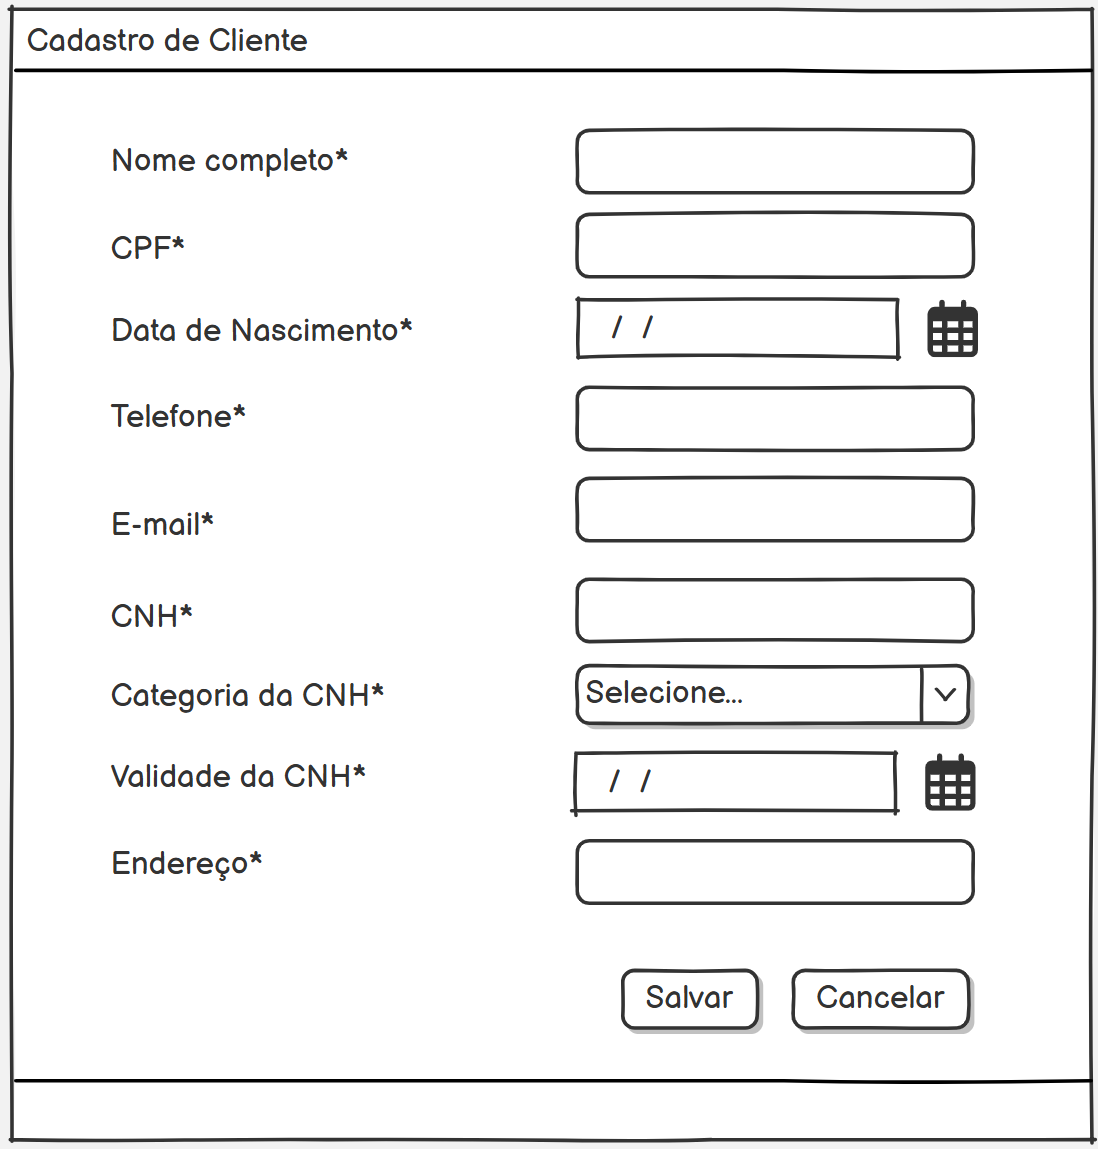 Cadastro de Cliente
Nome completo*
CPF*
Data de Nascimento*
/ /
Telefone*
E-mail*
CNH*
Categoria da CNH*
Selecione...
Validade da CNH*
/ /
Endereço*
Salvar
Cancelar